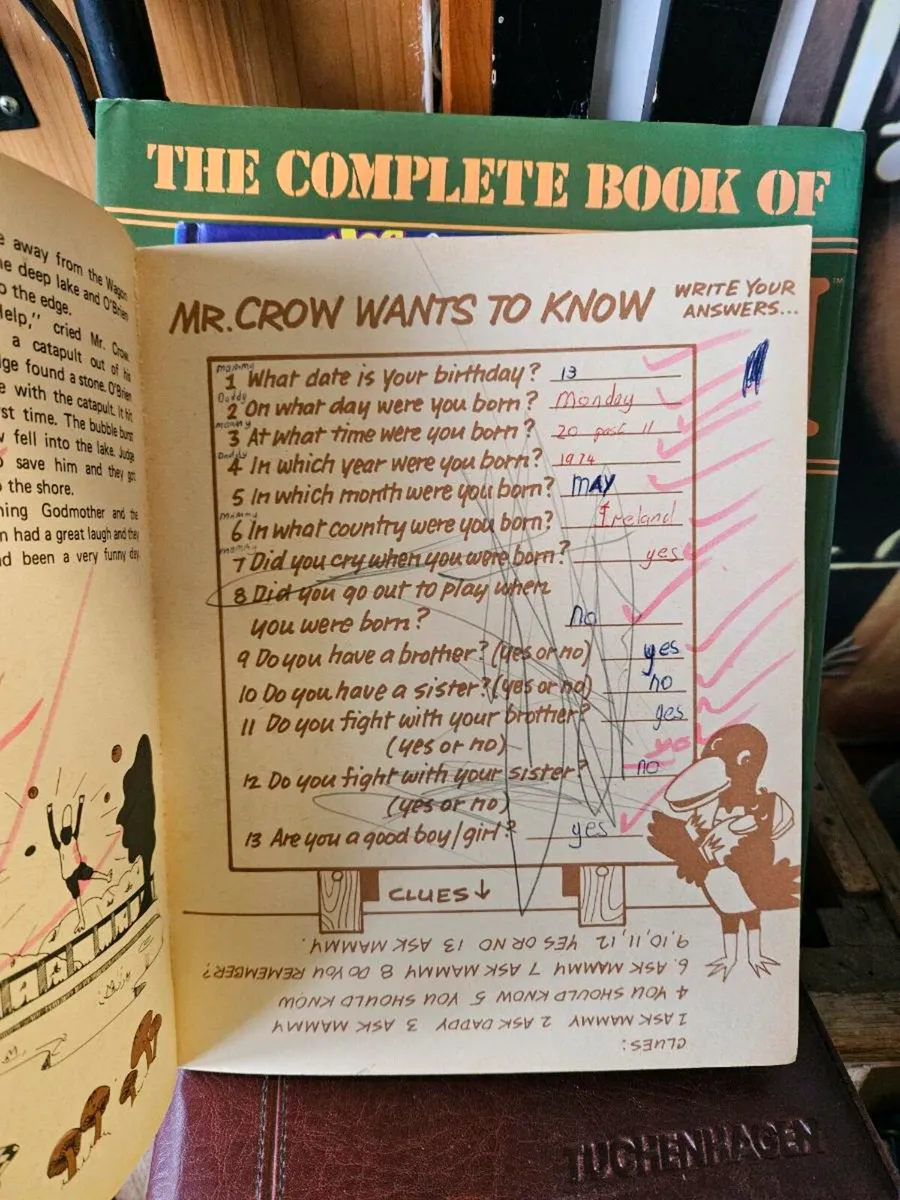 THE COMPLETE BOOK OF
e away from the Wagon
he deep lake and O'Brien
o the edge.
Help," cried Mr. Crow.
a catapult out of his
dge found a stone. O'Brien
e with the catapult. It hit
rst time. The bubble burst
w fell into the lake. Judge
o save him and they got
o the shore.
ning Godmother and the
n had a great laugh and they
ad been a very funny day.
MR. CROW WANTS TO KNOW
WRITE YOUR
ANSWERS...
mammy
1 What date is your birthday? 13
Daddy
2 On what day were you born? Monday
mammy
3 At what time were you born? 20 past 11
Daddy
4 In which year were you born? 1974
5 In which month were you born? MAY
mammy
6 In what country were you born? Ireland
mammy
7 Did you cry when you were born? yes
8 Did you go out to play when
you were born? no
9 Do you have a brother? (yes or no) yes
10 Do you have a sister? (yes or no) no
11 Do you fight with your brother? yes
(yes or no)
12 Do you fight with your sister? no
(yes or no)
13 Are you a good boy/girl? yes
CLUES ↓
CLUES:
1 ASK MAMMY 2 ASK DADDY 3 ASK MAMMY
4 YOU SHOULD KNOW 5 YOU SHOULD KNOW
6. ASK MAMMY 7 ASK MAMMY 8 DO YOU REMEMBER?
9, 10, 11, 12 YES OR NO 13 ASK MAMMY.
TUCHENHAGEN